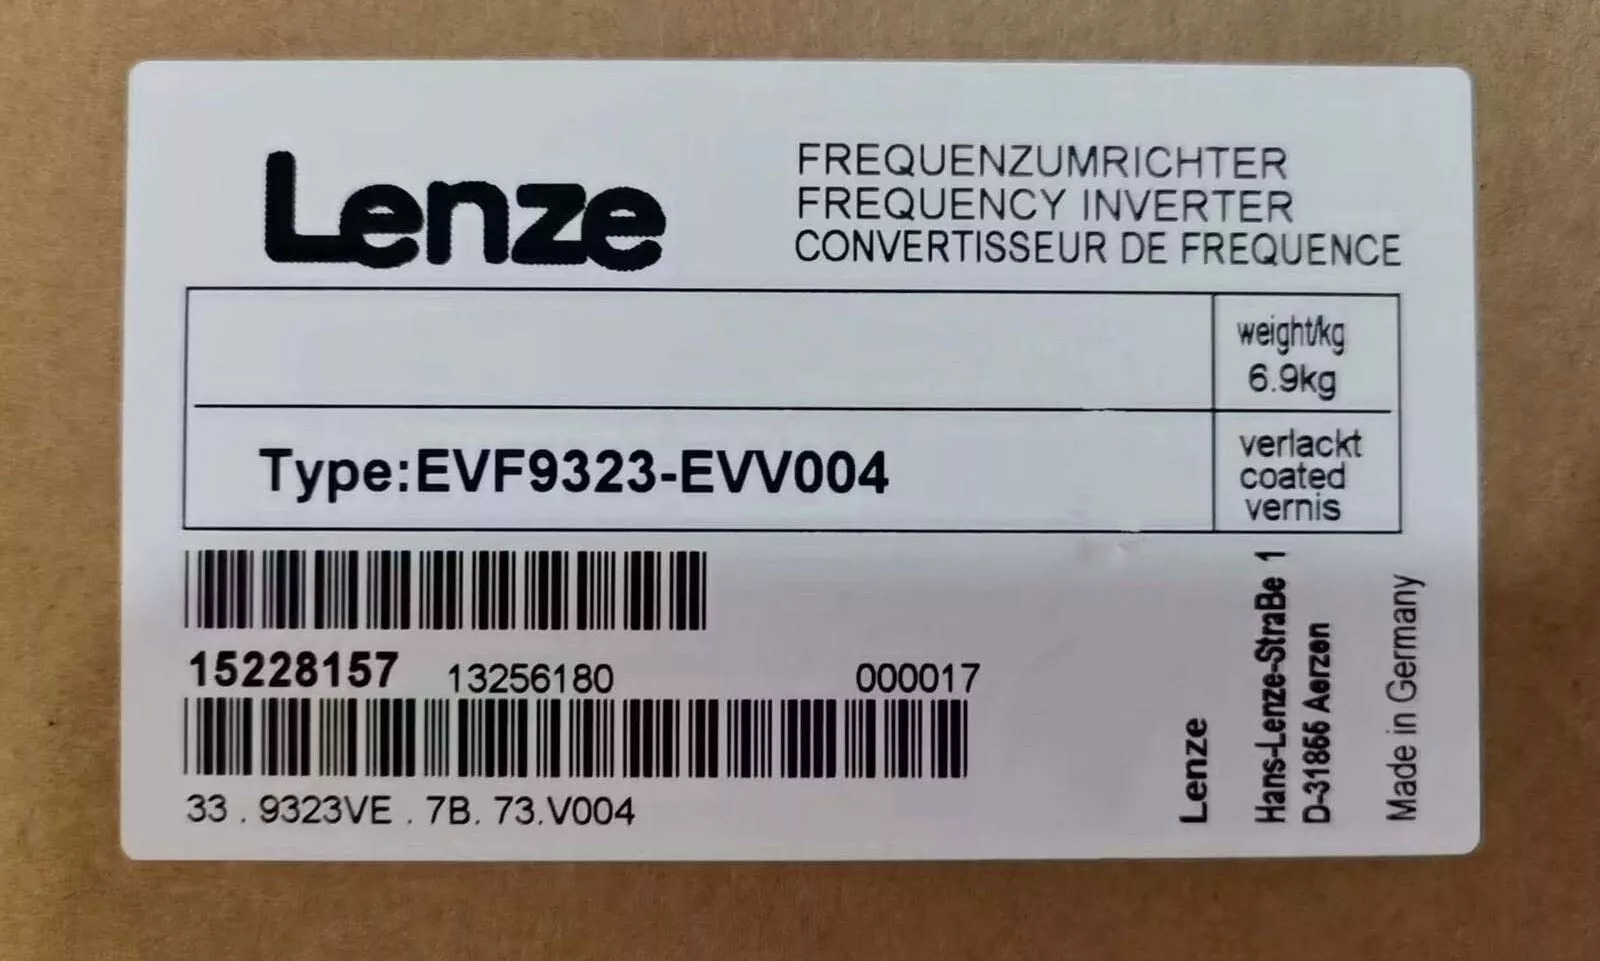 Lenze
FREQUENZUMRICHTER
FREQUENCY INVERTER
CONVERTISSEUR DE FREQUENCE
weight/kg
6.9kg
Type:EVF9323-EVV004
verlackt
coated
vernis
15228157 13256180 000017
33 . 9323VE . 7B. 73.V004
Lenze
Hans-Lenze-StraBe 1
D-31855 Aerzen
Made in Germany